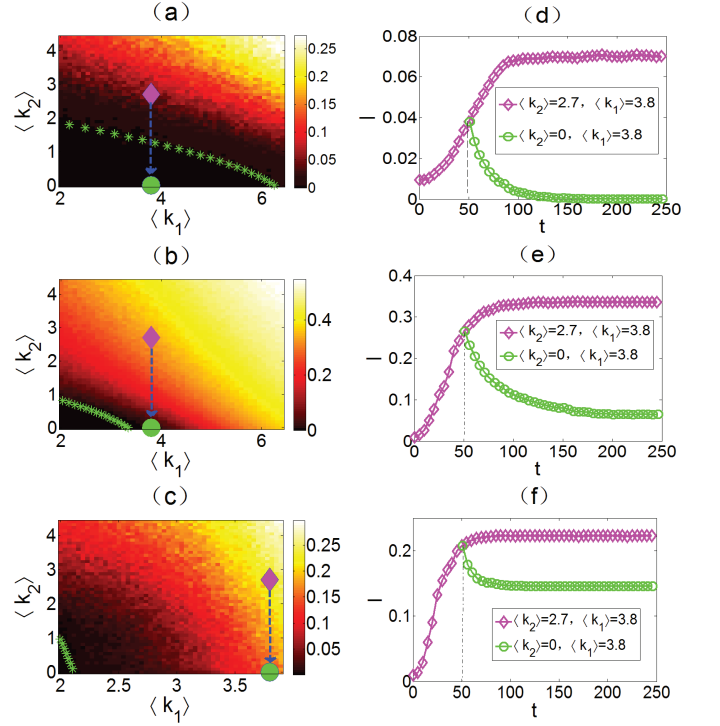 (a)
⟨ k₂ ⟩
4
3
2
1
0
2
4
6
⟨ k₁ ⟩
0.25
0.2
0.15
0.1
0.05
0
(d)
I
0.08
0.06
0.04
0.02
0
0
50
100
150
200
250
t
⟨ k₂⟩=2.7, ⟨ k₁⟩=3.8
⟨ k₂⟩=0, ⟨ k₁⟩=3.8
(b)
⟨ k₂ ⟩
4
3
2
1
0
2
4
6
⟨ k₁ ⟩
0.4
0.2
0
(e)
I
0.4
0.3
0.2
0.1
0
0
50
100
150
200
250
t
⟨ k₂⟩=2.7, ⟨ k₁⟩=3.8
⟨ k₂⟩=0, ⟨ k₁⟩=3.8
(c)
⟨ k₂ ⟩
4
3
2
1
0
2
2.5
3
3.5
⟨ k₁ ⟩
0.25
0.2
0.15
0.1
0.05
(f)
I
0.2
0.1
0
0
50
100
150
200
250
t
⟨ k₂⟩=2.7, ⟨ k₁⟩=3.8
⟨ k₂⟩=0, ⟨ k₁⟩=3.8